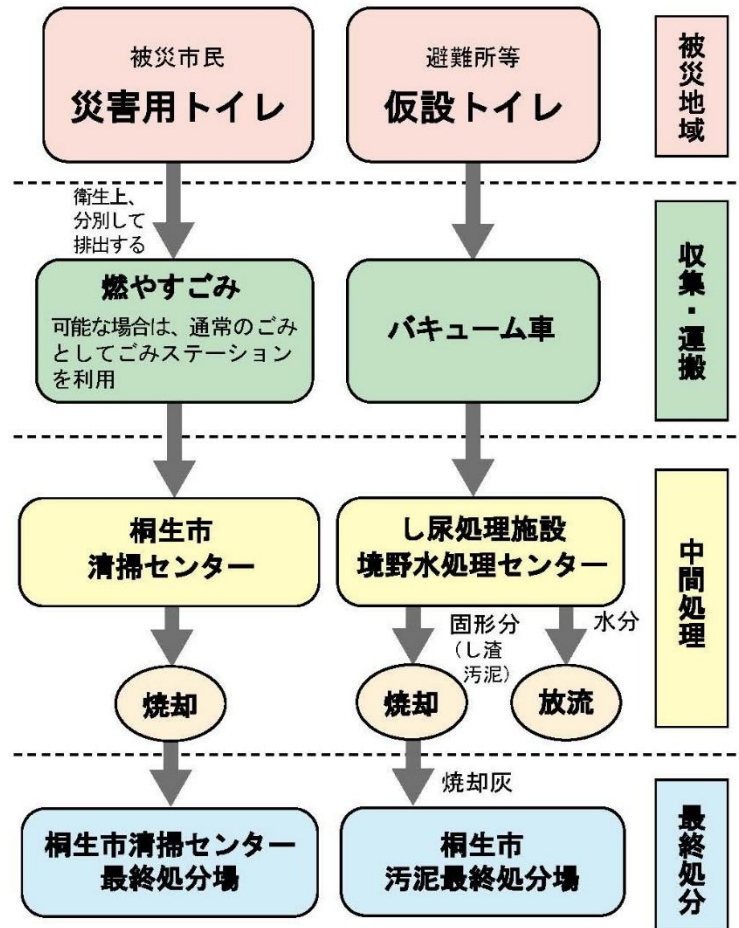 被災市民
災害用トイレ
避難所等
仮設トイレ
被災地域
衛生上、
分別して
排出する
燃やすごみ
可能な場合は、通常のごみ
としてごみステーション
を利用
バキューム車
収集・運搬
桐生市
清掃センター
し尿処理施設
境野水処理センター
中間処理
固形分
(し渣
汚泥)
水分
焼却
焼却
放流
焼却灰
桐生市清掃センター
最終処分場
桐生市
汚泥最終処分場
最終処分